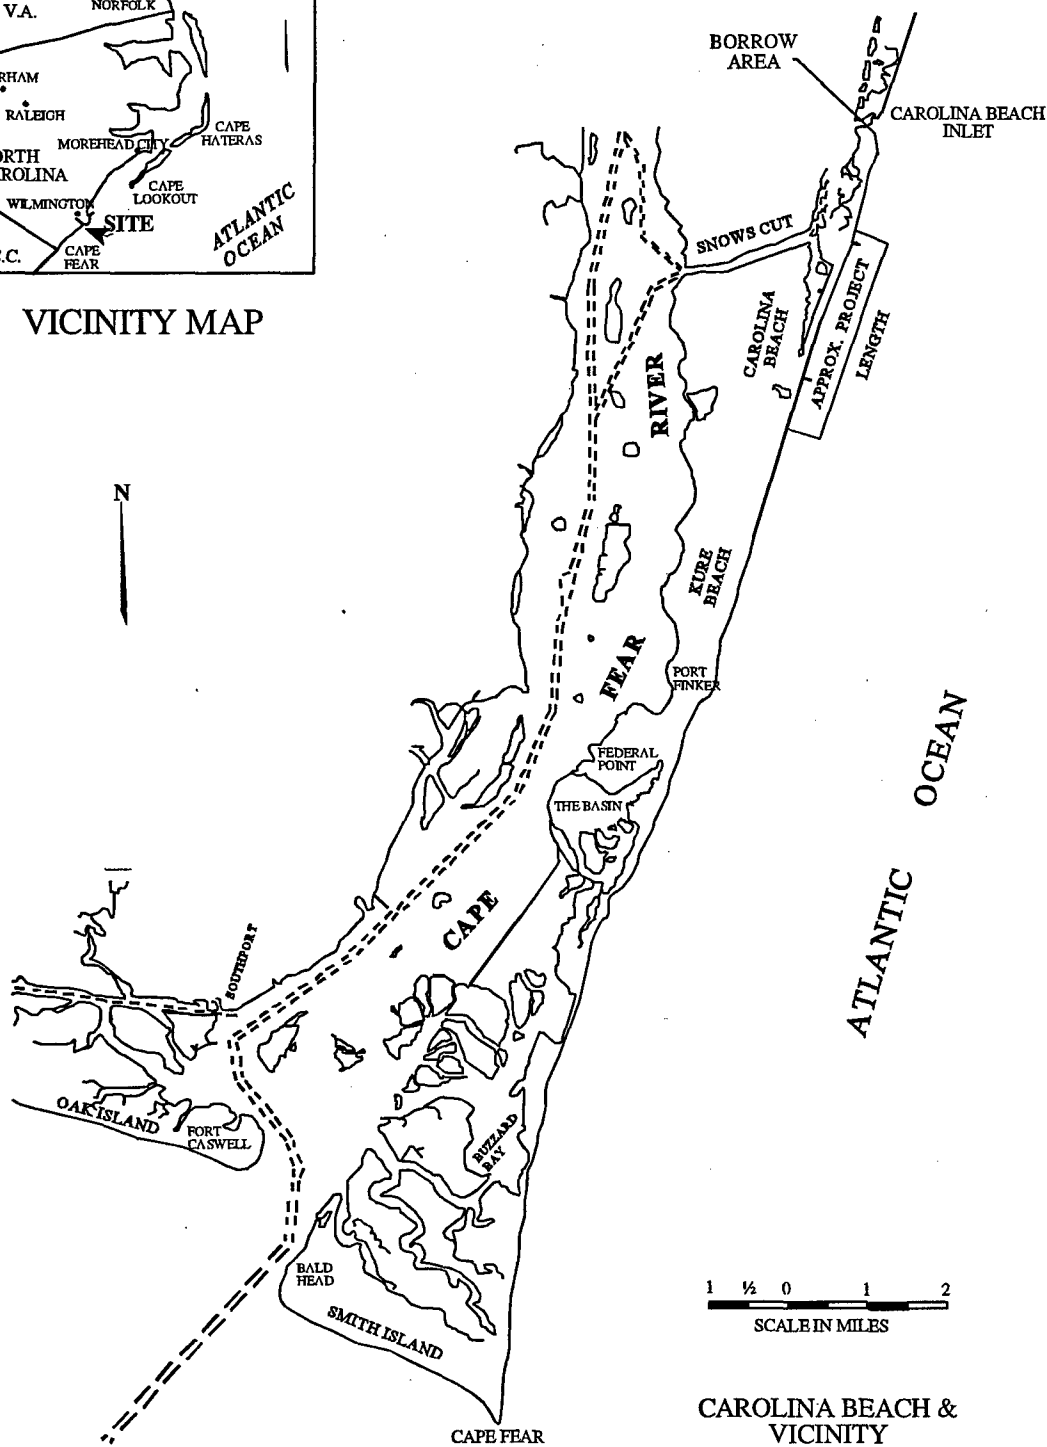 V.A.
NORFOLK
RHAM
RALEIGH
MOREHEAD CITY
CAPE
HATERAS
ORTH
ROLINA
CAPE
LOOKOUT
WILMINGTON
SITE
ATLANTIC
OCEAN
CAPE
FEAR
S.C.
VICINITY MAP
BORROW
AREA
CAROLINA BEACH
INLET
SNOWS CUT
CAROLINA
BEACH
APPROX. PROJECT
LENGTH
RIVER
N
KURE
BEACH
FEAR
PORT
FINKER
FEDERAL
POINT
THE BASIN
OCEAN
ATLANTIC
CAPE
SOUTHPORT
OAK ISLAND
FORT
CASWELL
BUZZARD
BAY
BALD
HEAD
SMITH ISLAND
CAPE FEAR
1 ½ 0 1 2
SCALE IN MILES
CAROLINA BEACH &
VICINITY